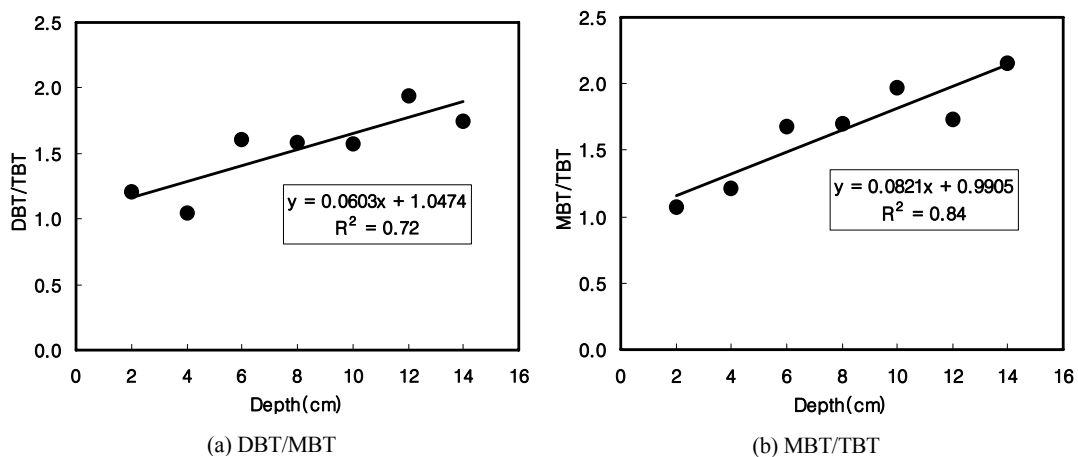 2.5
2.0
1.5
1.0
0.5
0.0
DBT/TBT
y = 0.0603x + 1.0474
R² = 0.72
0 2 4 6 8 10 12 14 16
Depth(cm)
(a) DBT/MBT
2.5
2.0
1.5
1.0
0.5
0.0
MBT/TBT
y = 0.0821x + 0.9905
R² = 0.84
0 2 4 6 8 10 12 14 16
Depth(cm)
(b) MBT/TBT